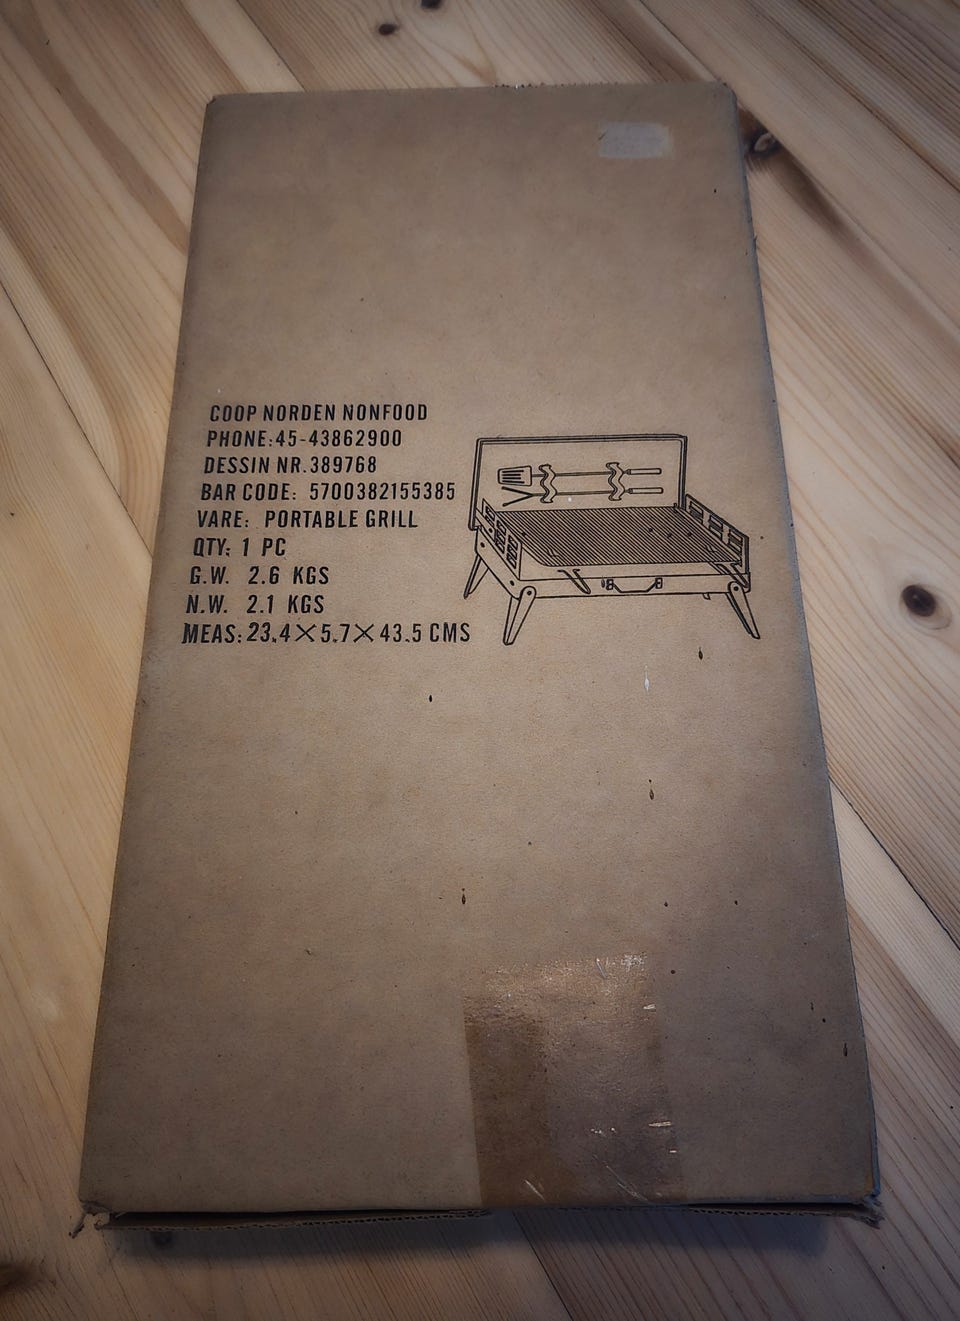 COOP NORDEN NONFOOD
PHONE:45-43862900
DESSIN NR.389768
BAR CODE: 5700382155385
VARE: PORTABLE GRILL
QTY: 1 PC
G.W. 2.6 KGS
N.W. 2.1 KGS
MEAS:23.4×5.7×43.5 CMS